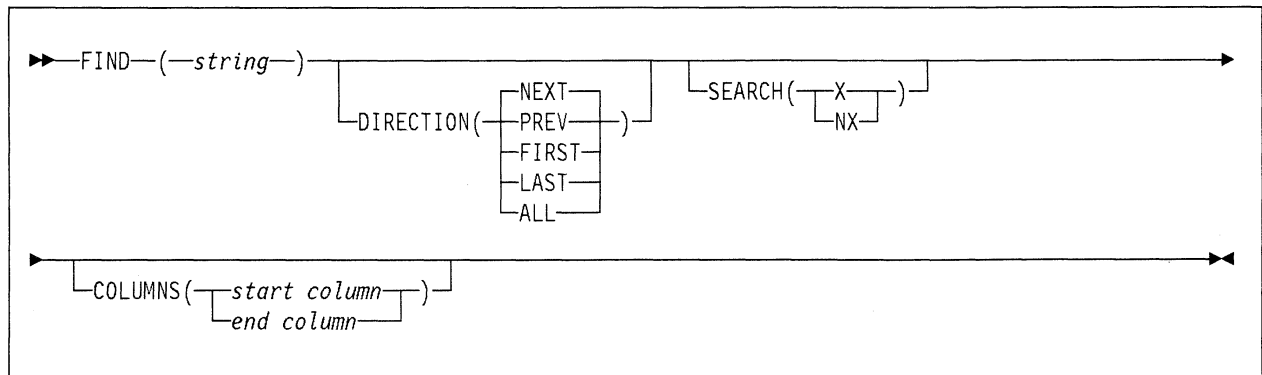 FIND ( string )
NEXT
SEARCH( X )
DIRECTION( PREV )
NX
FIRST
LAST
ALL
COLUMNS( start column )
end column